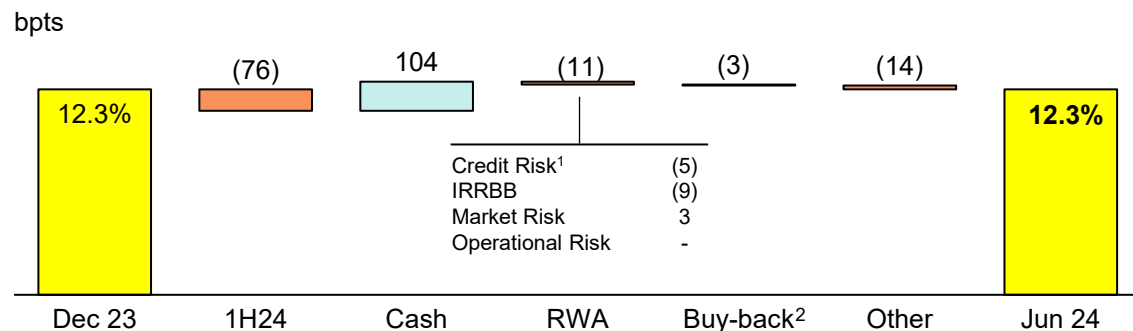 bpts
(76) 104 (11) (3) (14)
12.3% 12.3%
Credit Risk¹ (5)
IRRBB (9)
Market Risk 3
Operational Risk -
Dec 23 1H24 Cash RWA Buy-back² Other Jun 24